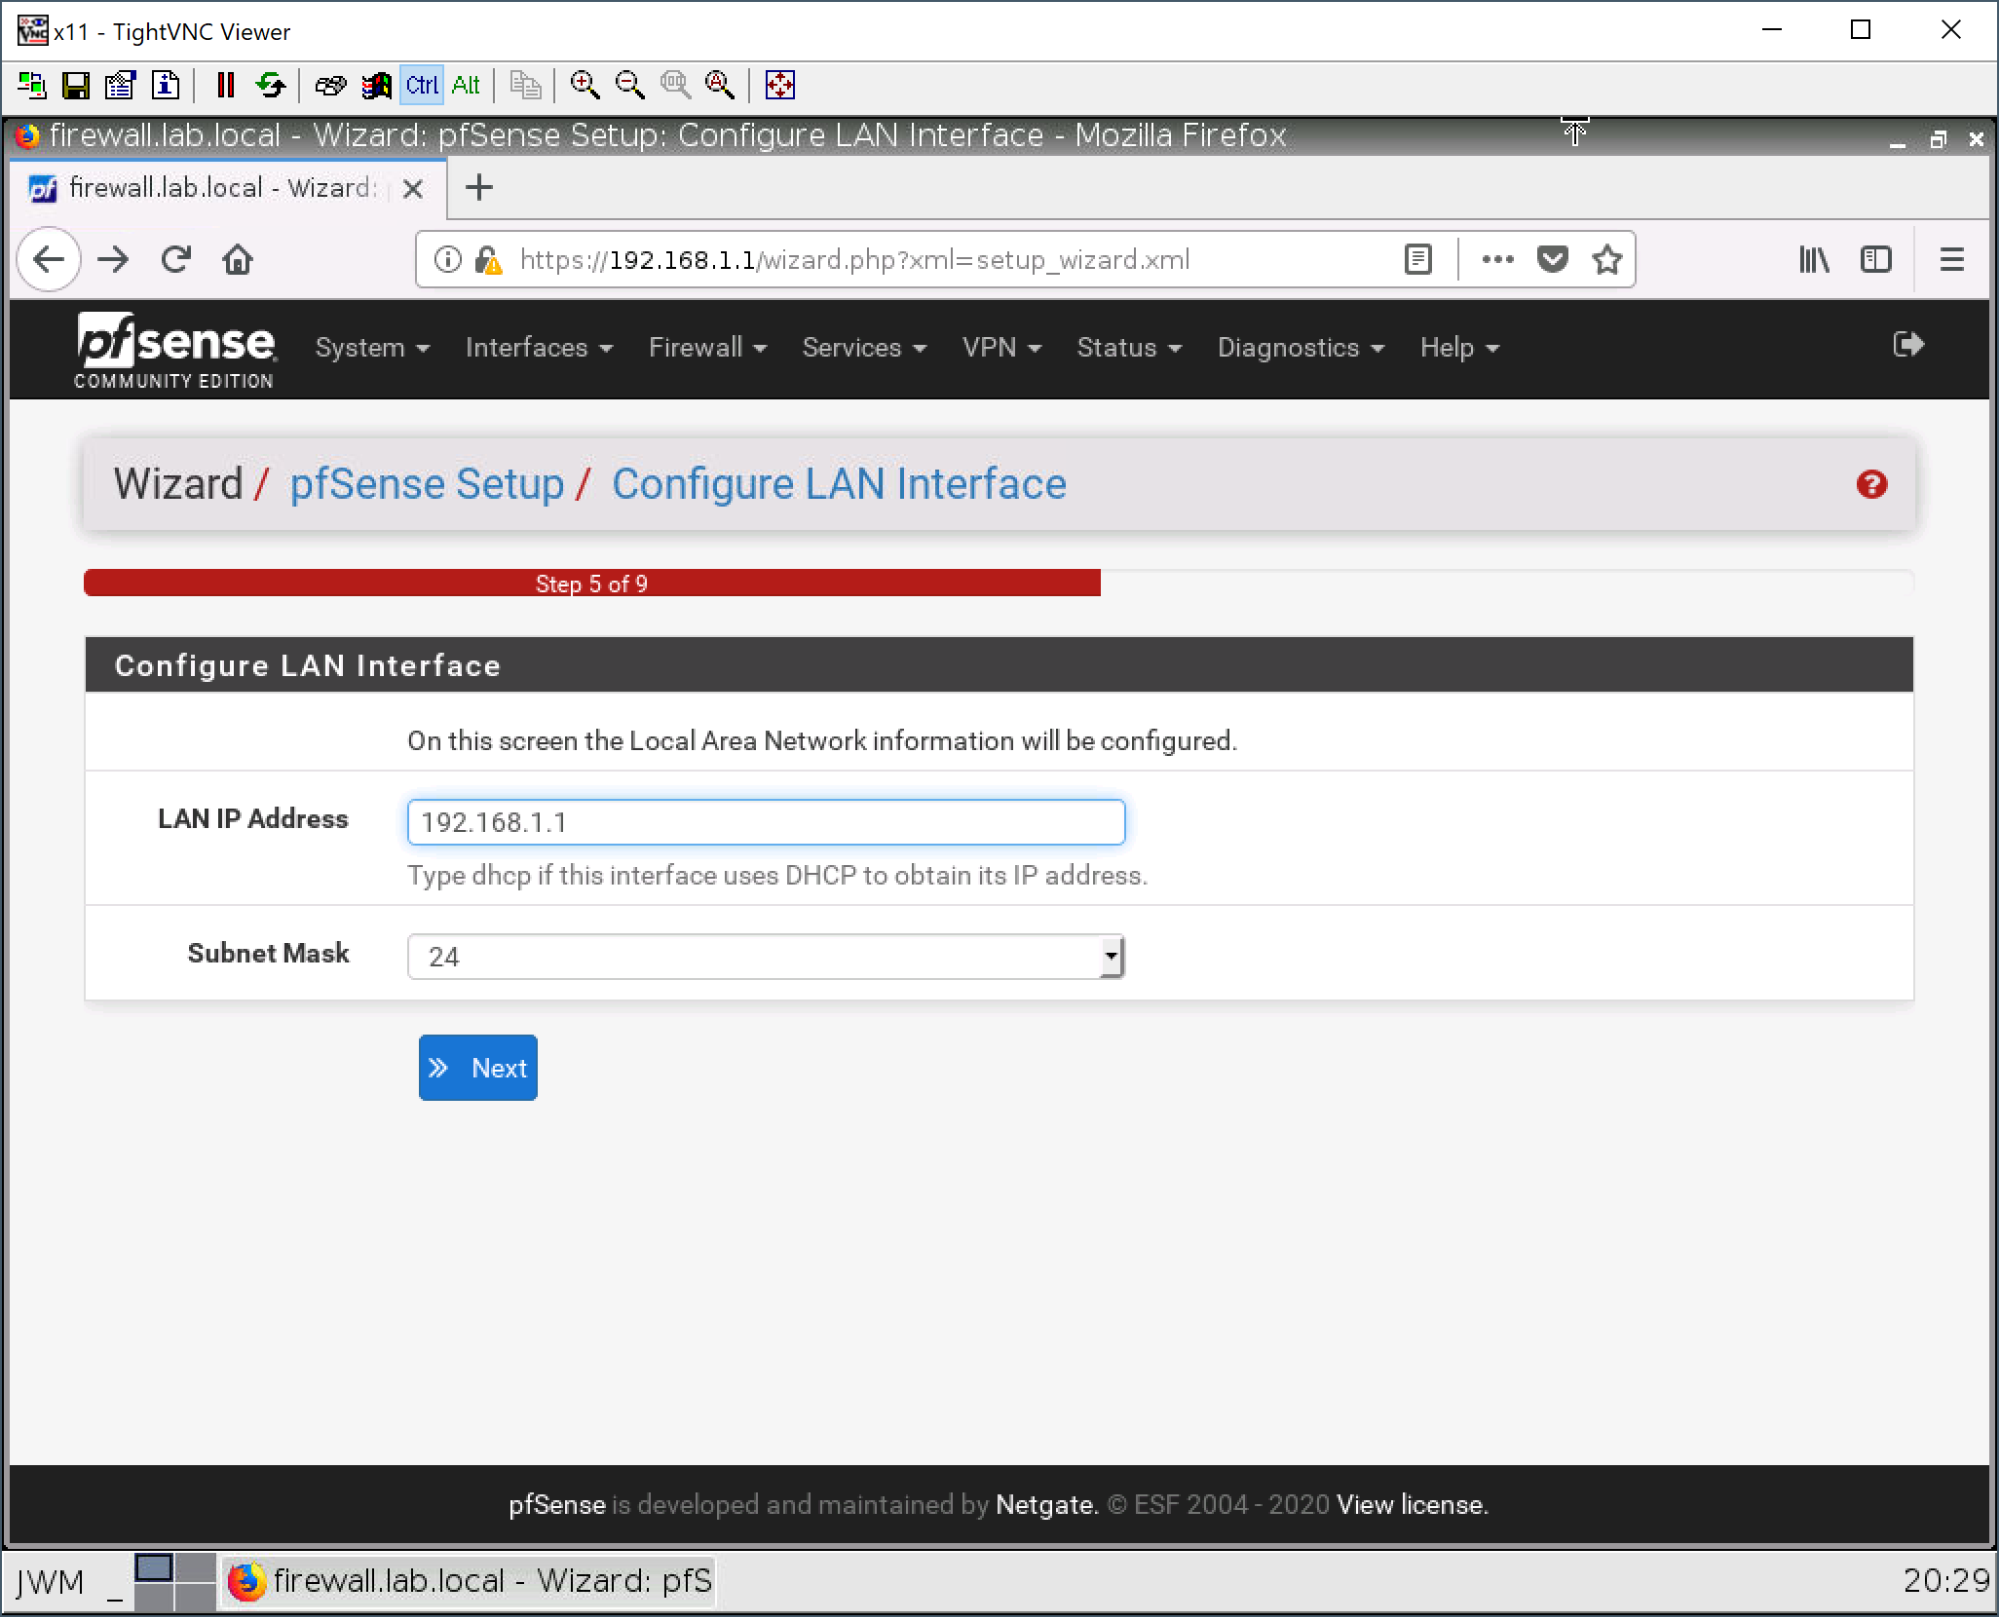 x11 - TightVNC Viewer
Ctrl Alt
firewall.lab.local - Wizard: pfSense Setup: Configure LAN Interface - Mozilla Firefox
firewall.lab.local - Wizard:
https://192.168.1.1/wizard.php?xml=setup_wizard.xml
pfsense
COMMUNITY EDITION
System Interfaces Firewall Services VPN Status Diagnostics Help
Wizard / pfSense Setup / Configure LAN Interface
Step 5 of 9
Configure LAN Interface
On this screen the Local Area Network information will be configured.
LAN IP Address 192.168.1.1
Type dhcp if this interface uses DHCP to obtain its IP address.
Subnet Mask 24
» Next
pfSense is developed and maintained by Netgate. © ESF 2004 - 2020 View license.
JWM _ firewall.lab.local - Wizard: pfS 20:29